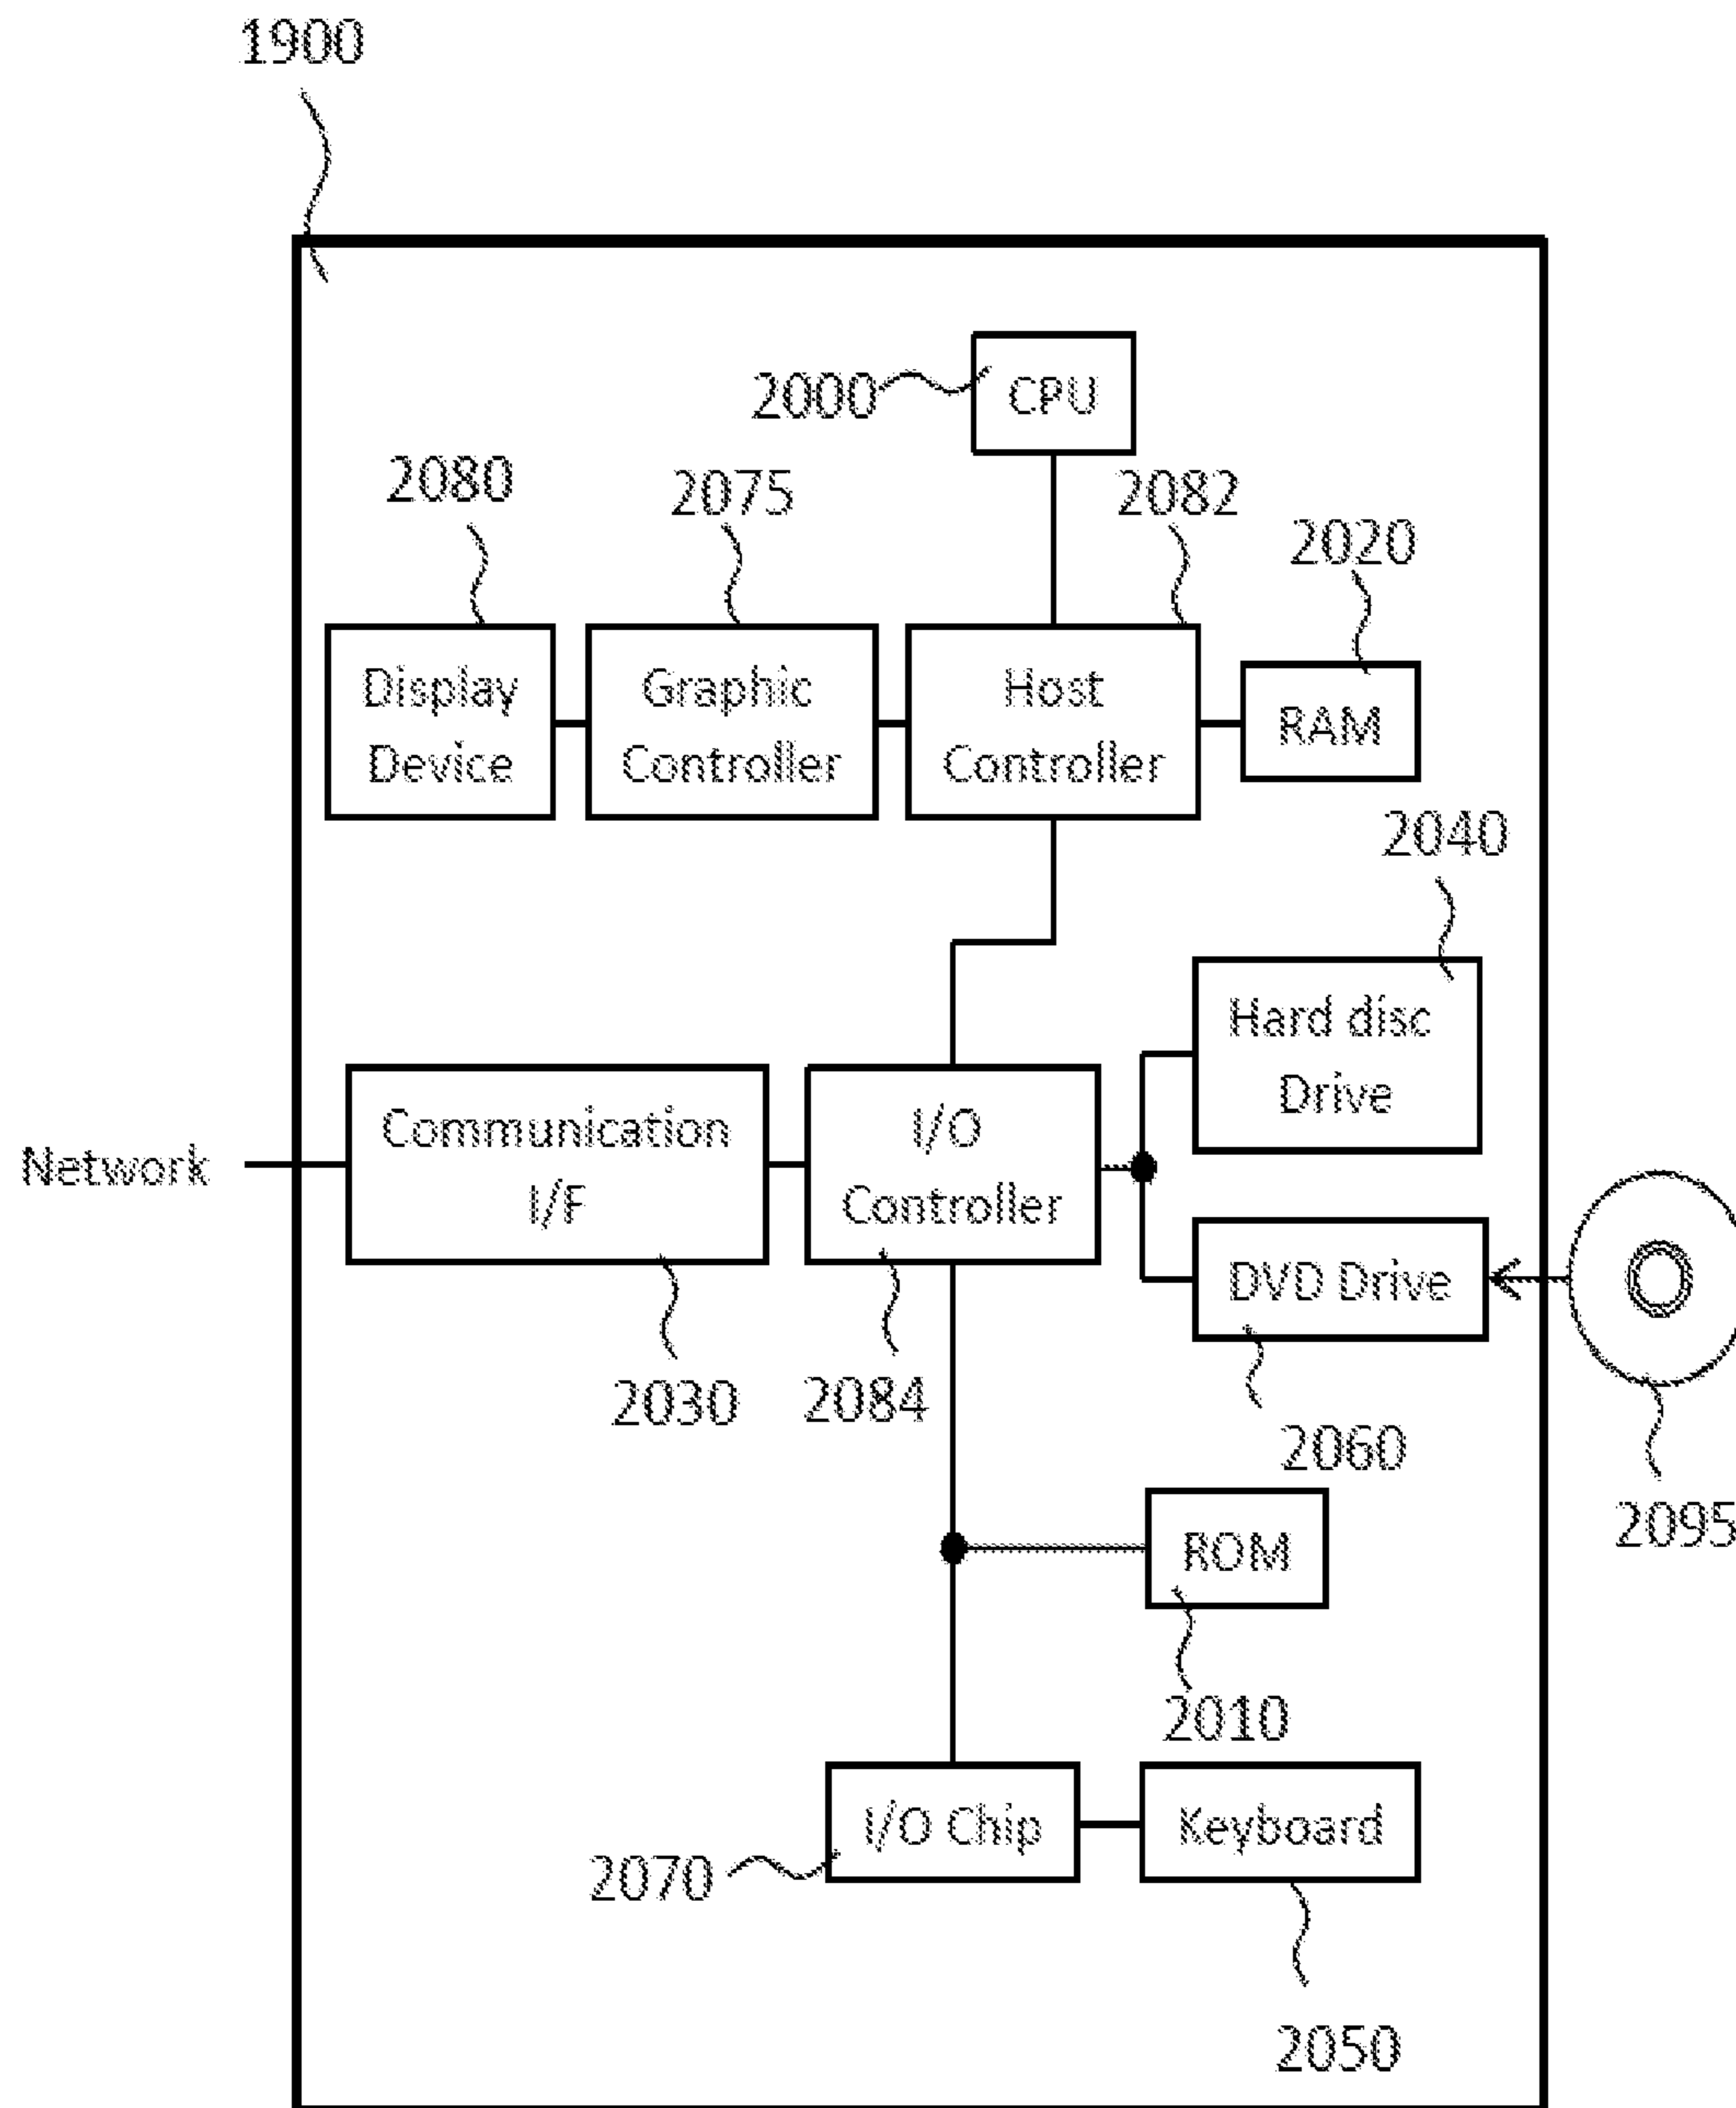 1900
2000
CPU
2080
2075
2082
2020
Display
Device
Graphic
Controller
Host
Controller
RAM
2040
Hard disc
Drive
Network
Communication
I/F
I/O
Controller
DVD Drive
2030
2084
2060
2095
ROM
2010
I/O Chip
Keyboard
2070
2050